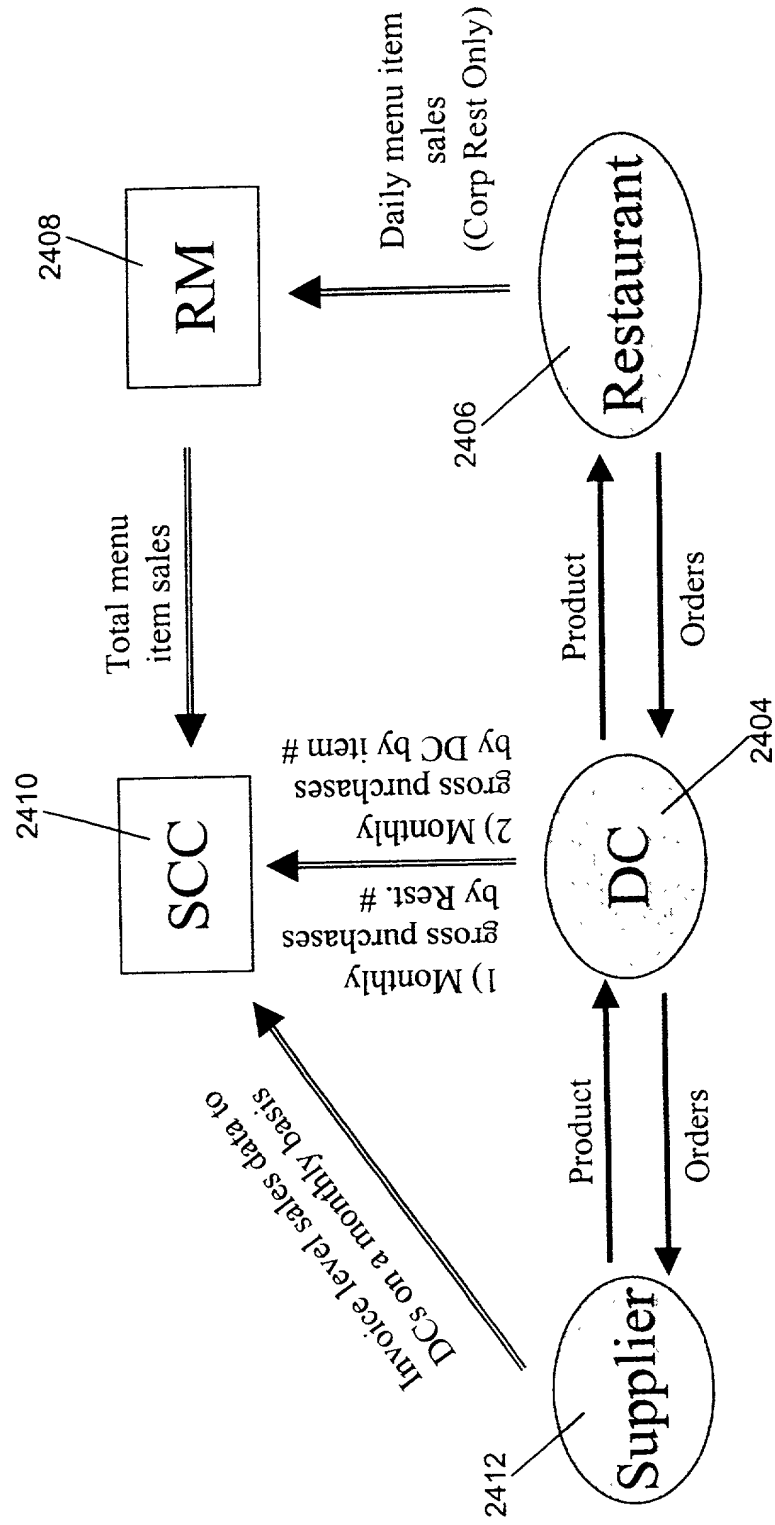 2410
SCC
Total menu
item sales
2408
RM
Invoice level sales data to
DCs on a monthly basis
1) Monthly
gross purchases
by Rest. #
2) Monthly
gross purchases
by DC by item #
Daily menu item
sales
(Corp Rest Only)
2412
Supplier
Product
Orders
DC
2404
Product
Orders
2406
Restaurant